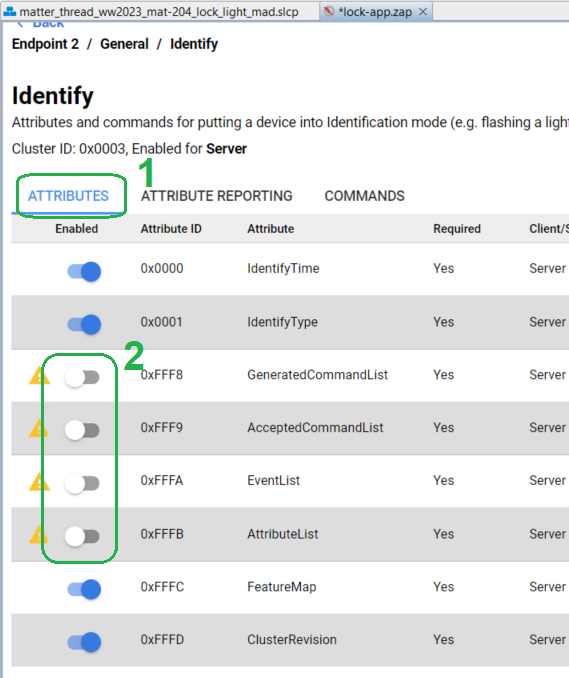 matter_thread_ww2023_mat-204_lock_light_mad.slcp *lock-app.zap
Back
Endpoint 2 / General / Identify
Identify
Attributes and commands for putting a device into Identification mode (e.g. flashing a light
Cluster ID: 0x0003, Enabled for Server
1
ATTRIBUTES ATTRIBUTE REPORTING COMMANDS
Enabled Attribute ID Attribute Required Client/S
0x0000 IdentifyTime Yes Server
0x0001 IdentifyType Yes Server
2
0xFFF8 GeneratedCommandList Yes Server
0xFFF9 AcceptedCommandList Yes Server
0xFFFA EventList Yes Server
0xFFFB AttributeList Yes Server
0xFFFC FeatureMap Yes Server
0xFFFD ClusterRevision Yes Server